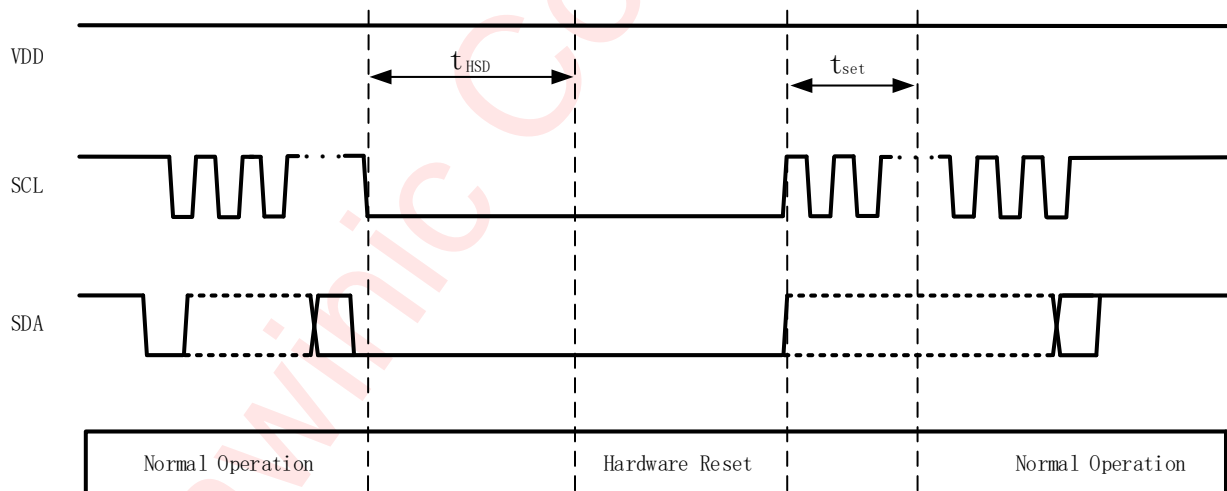 VDD
tHSD
tset
SCL
SDA
Normal Operation
Hardware Reset
Normal Operation